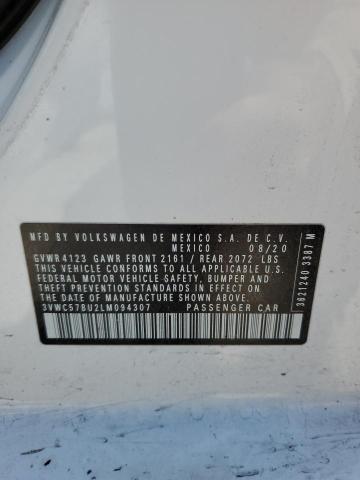 MFD BY VOLKSWAGEN DE MEXICO S.A. DE C.V.
MEXICO 08/20
GVWR 4123 GAWR FRONT 2161 / REAR 2072 LBS
THIS VEHICLE CONFORMS TO ALL APPLICABLE
FEDERAL MOTOR VEHICLE SAFETY, BUMPER AND
THEFT PREVENTION STANDARDS IN EFFECT ON
THE DATE OF MANUFACTURE SHOWN ABOVE.
3VWC57BU2LM094307 PASSENGER CAR
3621240 3387 M